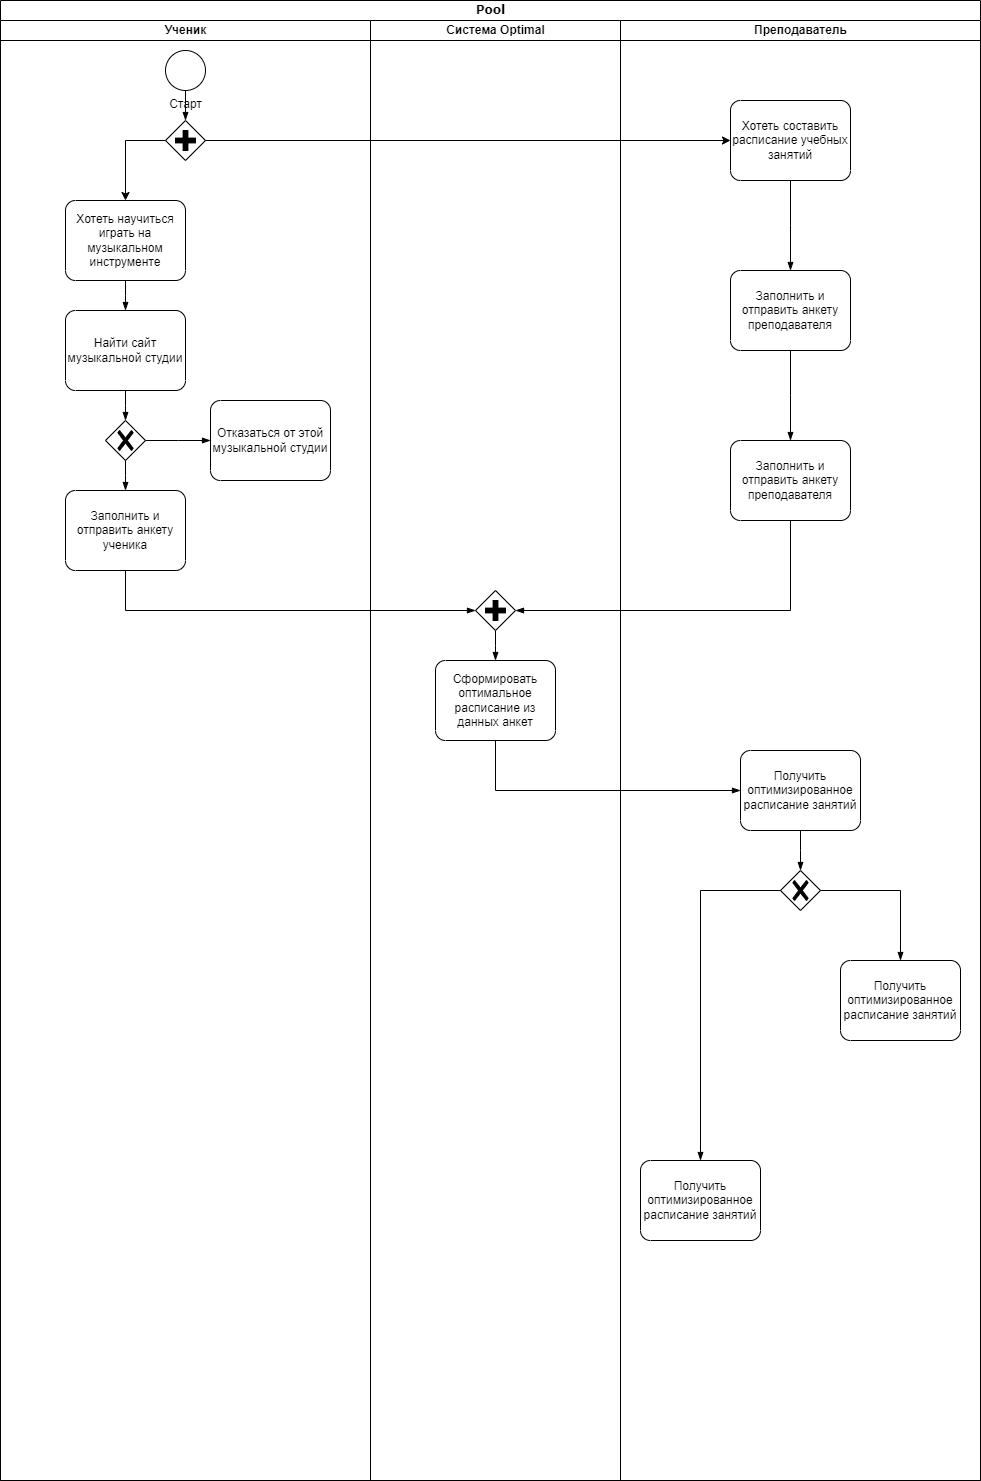 Pool
Ученик
Система Optimal
Преподаватель
Старт
Хотеть составить
расписание учебных
занятий
Хотеть научиться
играть на
музыкальном
инструменте
Заполнить и
отправить анкету
преподавателя
Найти сайт
музыкальной студии
Отказаться от этой
музыкальной студии
Заполнить и
отправить анкету
преподавателя
Заполнить и
отправить анкету
ученика
Сформировать
оптимальное
расписание из
данных анкет
Получить
оптимизированное
расписание занятий
Получить
оптимизированное
расписание занятий
Получить
оптимизированное
расписание занятий